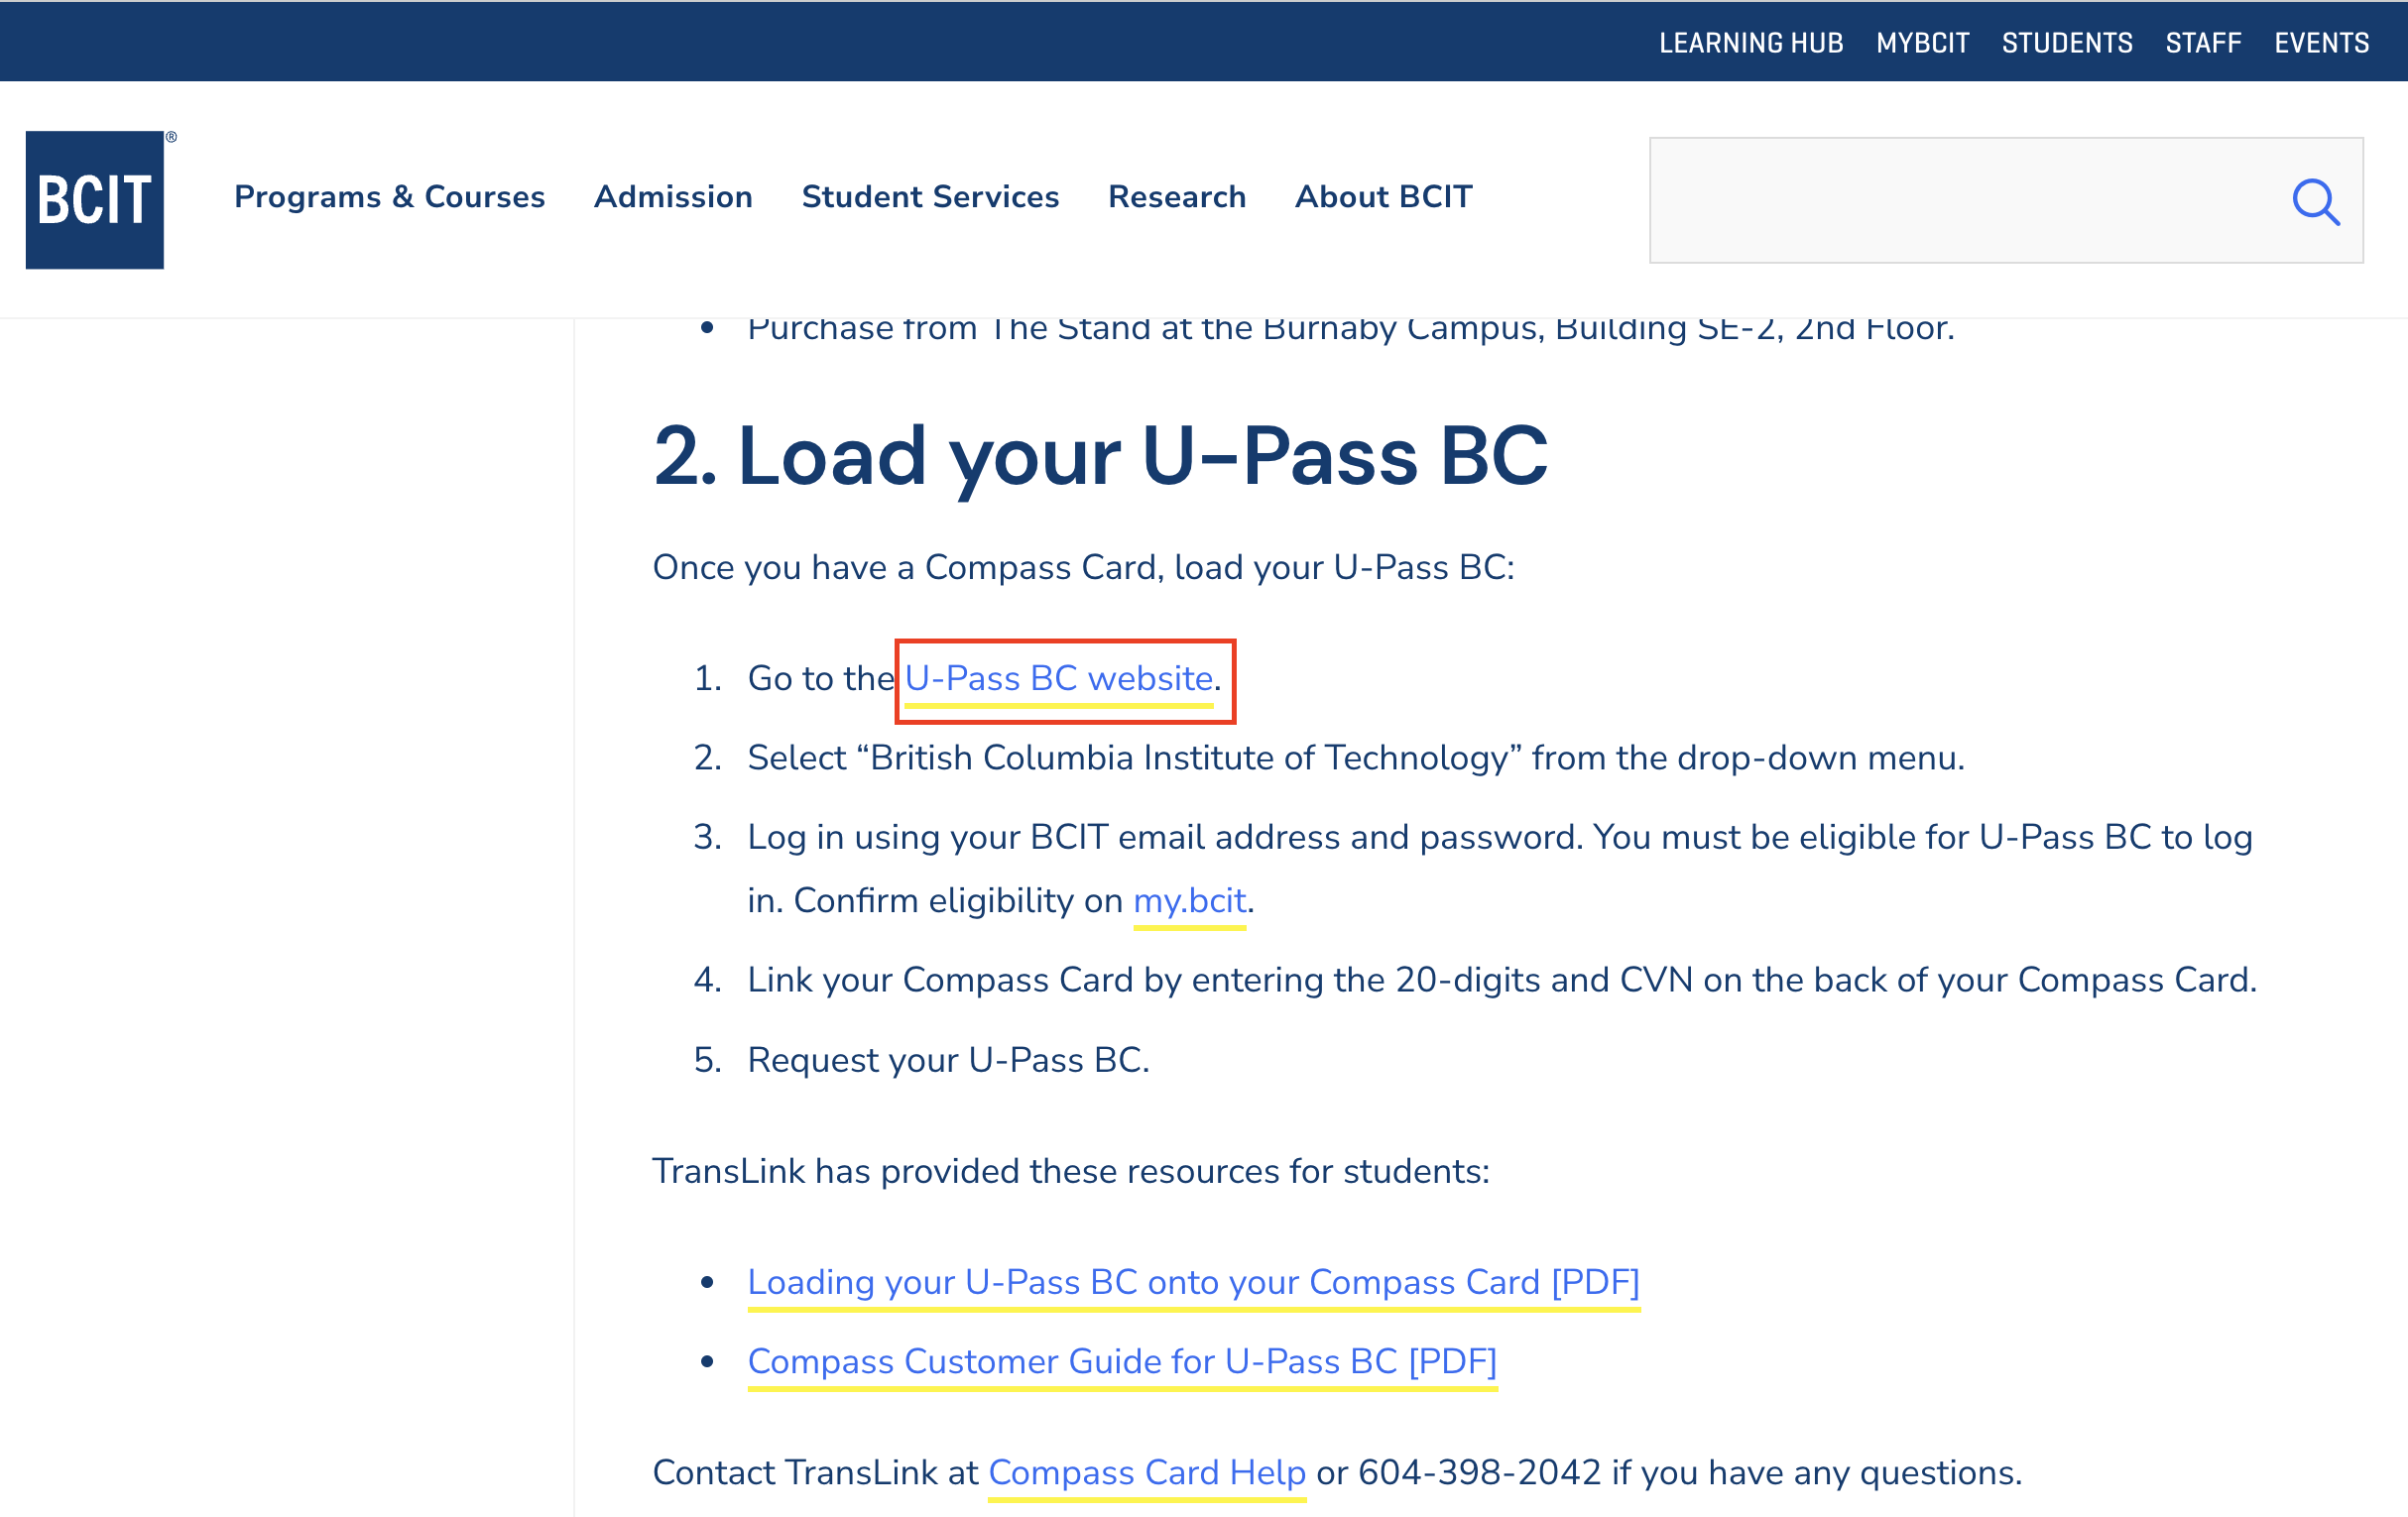 LEARNING HUB MYBCIT STUDENTS STAFF EVENTS
BCIT®
Programs & Courses Admission Student Services Research About BCIT
• Purchase from The Stand at the Burnaby Campus, Building SE-2, 2nd Floor.
2. Load your U-Pass BC
Once you have a Compass Card, load your U-Pass BC:
1. Go to the U-Pass BC website.
2. Select “British Columbia Institute of Technology” from the drop-down menu.
3. Log in using your BCIT email address and password. You must be eligible for U-Pass BC to log
in. Confirm eligibility on my.bcit.
4. Link your Compass Card by entering the 20-digits and CVN on the back of your Compass Card.
5. Request your U-Pass BC.
TransLink has provided these resources for students:
• Loading your U-Pass BC onto your Compass Card [PDF]
• Compass Customer Guide for U-Pass BC [PDF]
Contact TransLink at Compass Card Help or 604-398-2042 if you have any questions.